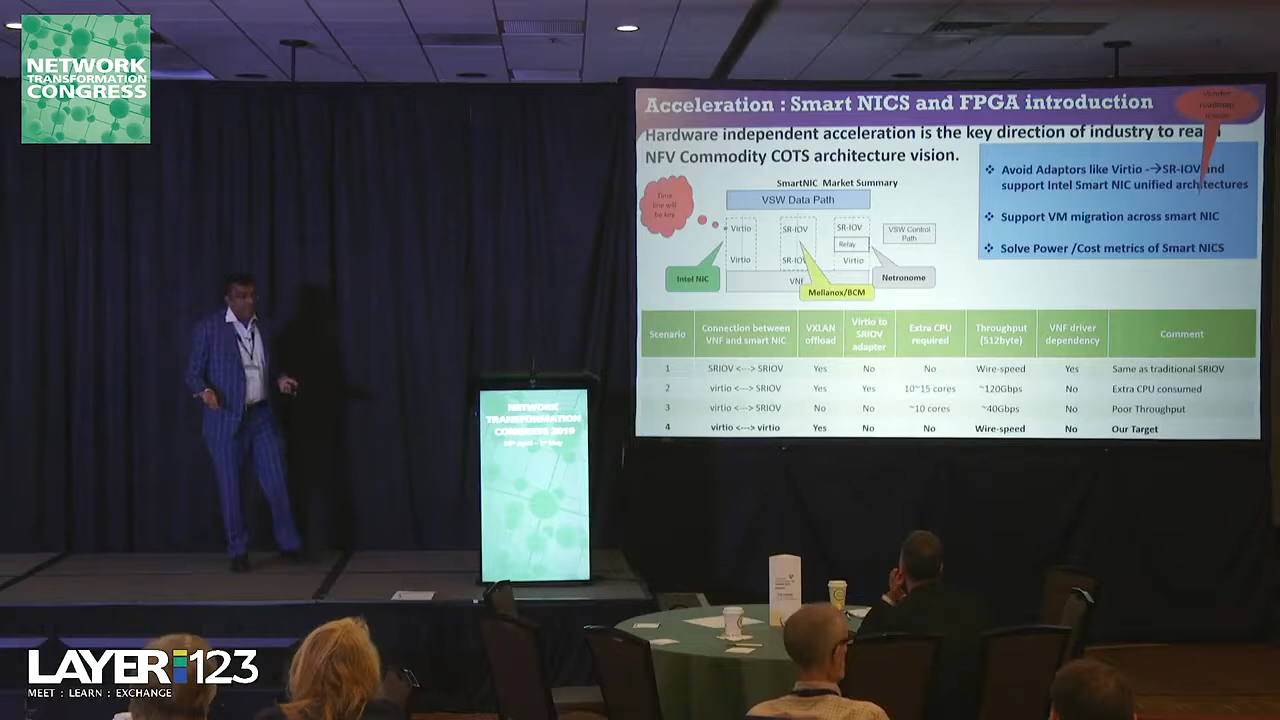 NETWORK
TRANSFORMATION
CONGRESS
Acceleration : Smart NICS and FPGA introduction
Vendor
roadmap
Hardware independent acceleration is the key direction of industry to
NFV Commodity COTS architecture vision.
❖ Avoid Adaptors like Virtio -→SR-IOV and
support Intel Smart NIC unified architectures
❖ Support VM migration across smart NIC
❖ Solve Power /Cost metrics of Smart NICS
SmartNIC Market Summary
Time
line will
be key
VSW Data Path
Virtio SR-IOV SR-IOV
Relay
VSW Control
Path
Virtio SR-IOV Virtio
Intel NIC
VNF
Mellanox/BCM
Netronome
Scenario | Connection between VNF and smart NIC | VXLAN offload | Virtio to SRIOV adapter | Extra CPU required | Throughput (512byte) | VNF driver dependency | Comment
1 SRIOV <---> SRIOV Yes No No Wire-speed Yes Same as traditional SRIOV
2 virtio <---> SRIOV Yes Yes 10~15 cores ~120Gbps No Extra CPU consumed
3 virtio <---> SRIOV No No ~10 cores ~40Gbps No Poor Throughput
4 virtio <---> virtio Yes No No Wire-speed No Our Target
NETWORK
TRANSFORMATION
CONGRESS 2019
LAYER123
MEET : LEARN : EXCHANGE